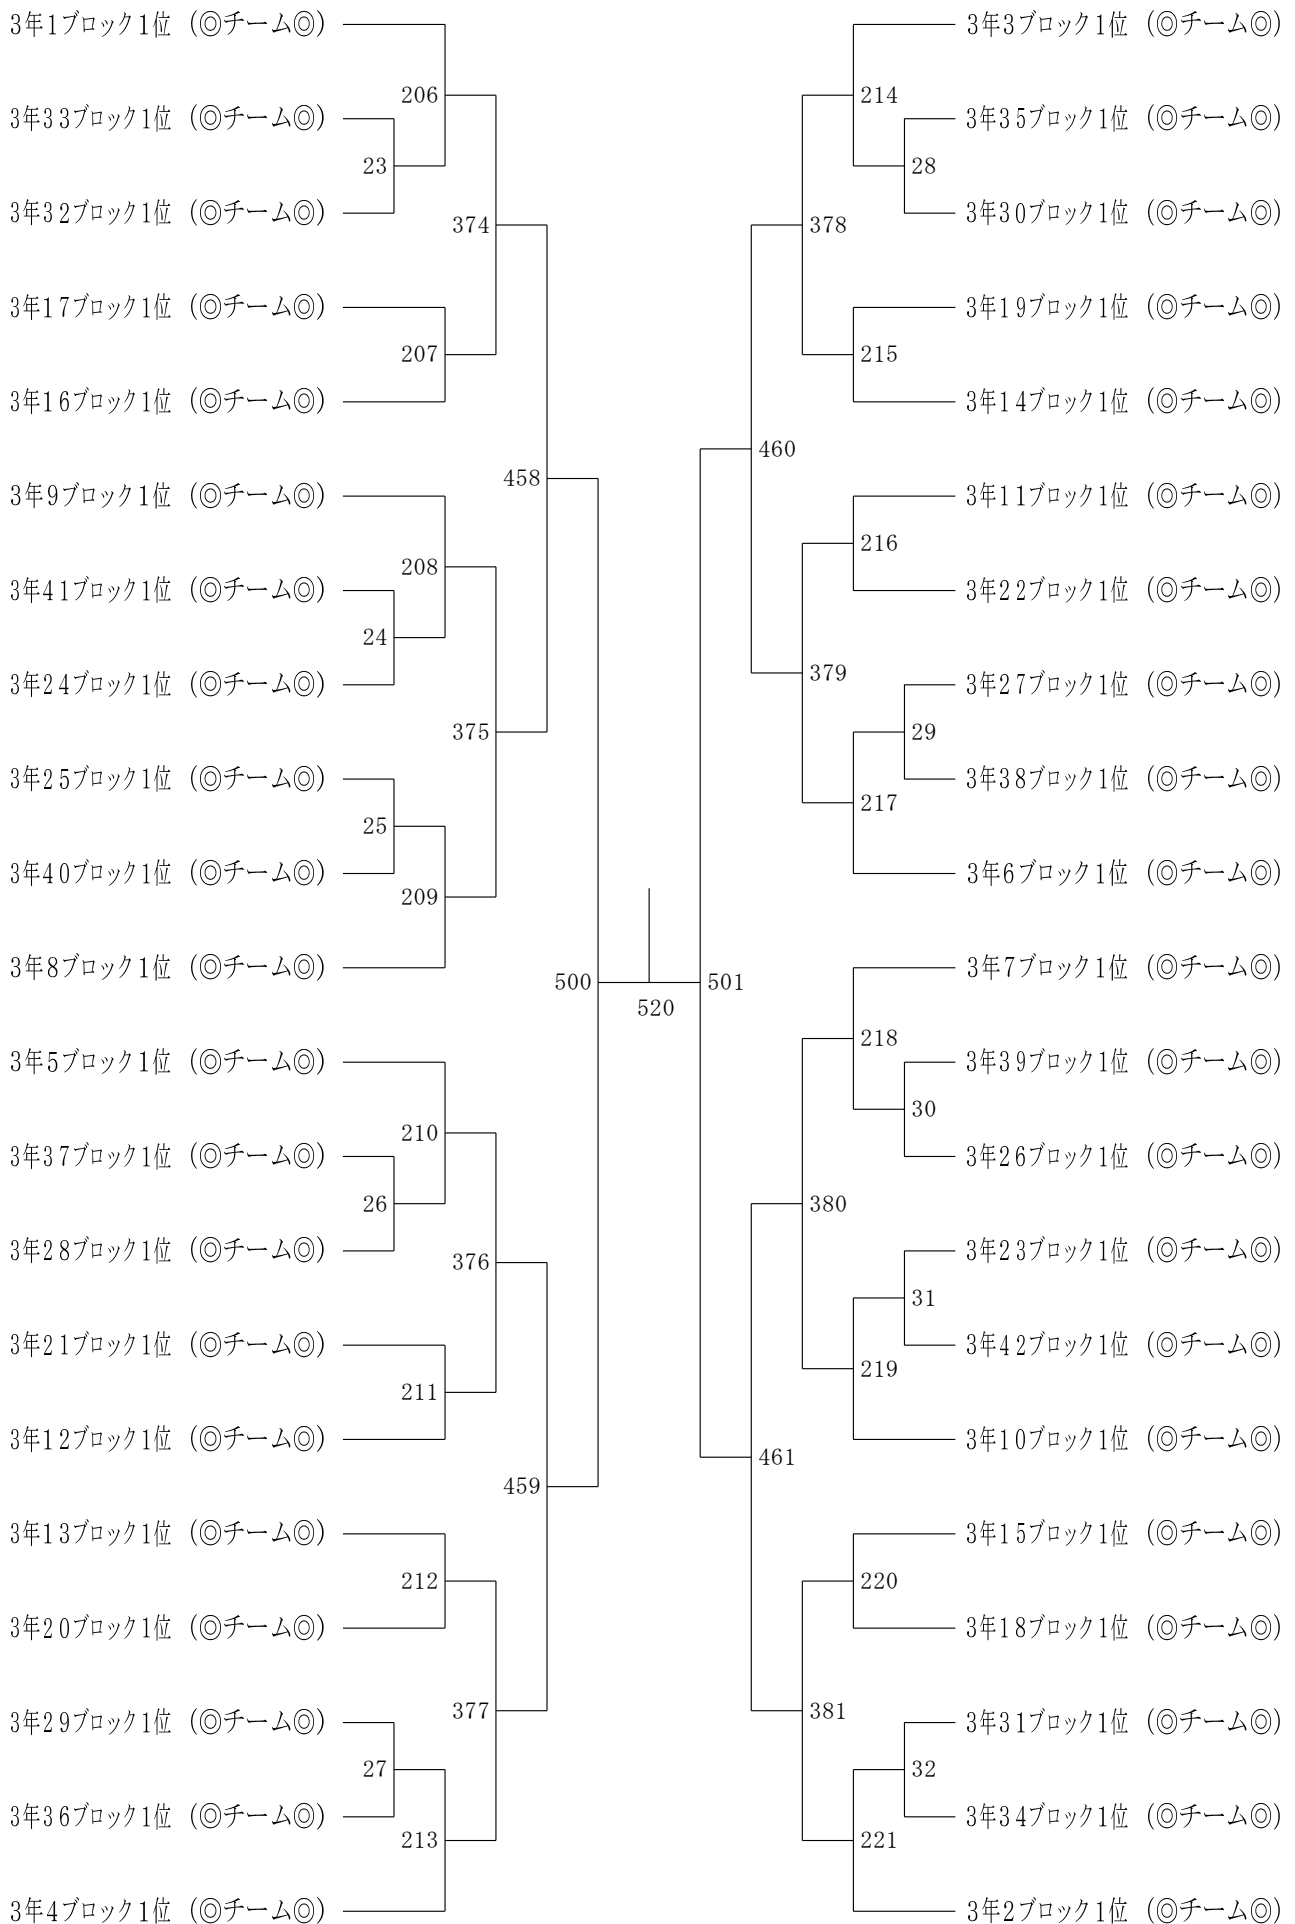 3年1ブロック1位 (◎チーム◎)
206
3年33ブロック1位 (◎チーム◎)
23
3年32ブロック1位 (◎チーム◎)
374
3年17ブロック1位 (◎チーム◎)
207
3年16ブロック1位 (◎チーム◎)
458
3年9ブロック1位 (◎チーム◎)
208
3年41ブロック1位 (◎チーム◎)
24
3年24ブロック1位 (◎チーム◎)
375
3年25ブロック1位 (◎チーム◎)
25
3年40ブロック1位 (◎チーム◎)
209
3年8ブロック1位 (◎チーム◎)
500
3年5ブロック1位 (◎チーム◎)
210
3年37ブロック1位 (◎チーム◎)
26
3年28ブロック1位 (◎チーム◎)
376
3年21ブロック1位 (◎チーム◎)
211
3年12ブロック1位 (◎チーム◎)
459
3年13ブロック1位 (◎チーム◎)
212
3年20ブロック1位 (◎チーム◎)
377
3年29ブロック1位 (◎チーム◎)
27
3年36ブロック1位 (◎チーム◎)
213
3年4ブロック1位 (◎チーム◎)
520
3年3ブロック1位 (◎チーム◎)
214
3年35ブロック1位 (◎チーム◎)
28
3年30ブロック1位 (◎チーム◎)
378
3年19ブロック1位 (◎チーム◎)
215
3年14ブロック1位 (◎チーム◎)
460
3年11ブロック1位 (◎チーム◎)
216
3年22ブロック1位 (◎チーム◎)
379
3年27ブロック1位 (◎チーム◎)
29
3年38ブロック1位 (◎チーム◎)
217
3年6ブロック1位 (◎チーム◎)
501
3年7ブロック1位 (◎チーム◎)
218
3年39ブロック1位 (◎チーム◎)
30
3年26ブロック1位 (◎チーム◎)
380
3年23ブロック1位 (◎チーム◎)
31
3年42ブロック1位 (◎チーム◎)
219
3年10ブロック1位 (◎チーム◎)
461
3年15ブロック1位 (◎チーム◎)
220
3年18ブロック1位 (◎チーム◎)
381
3年31ブロック1位 (◎チーム◎)
32
3年34ブロック1位 (◎チーム◎)
221
3年2ブロック1位 (◎チーム◎)